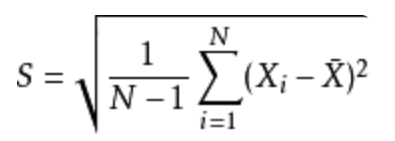 S = √(1/(N − 1) ∑_{i=1}^{N} (X_i − X̄)²)